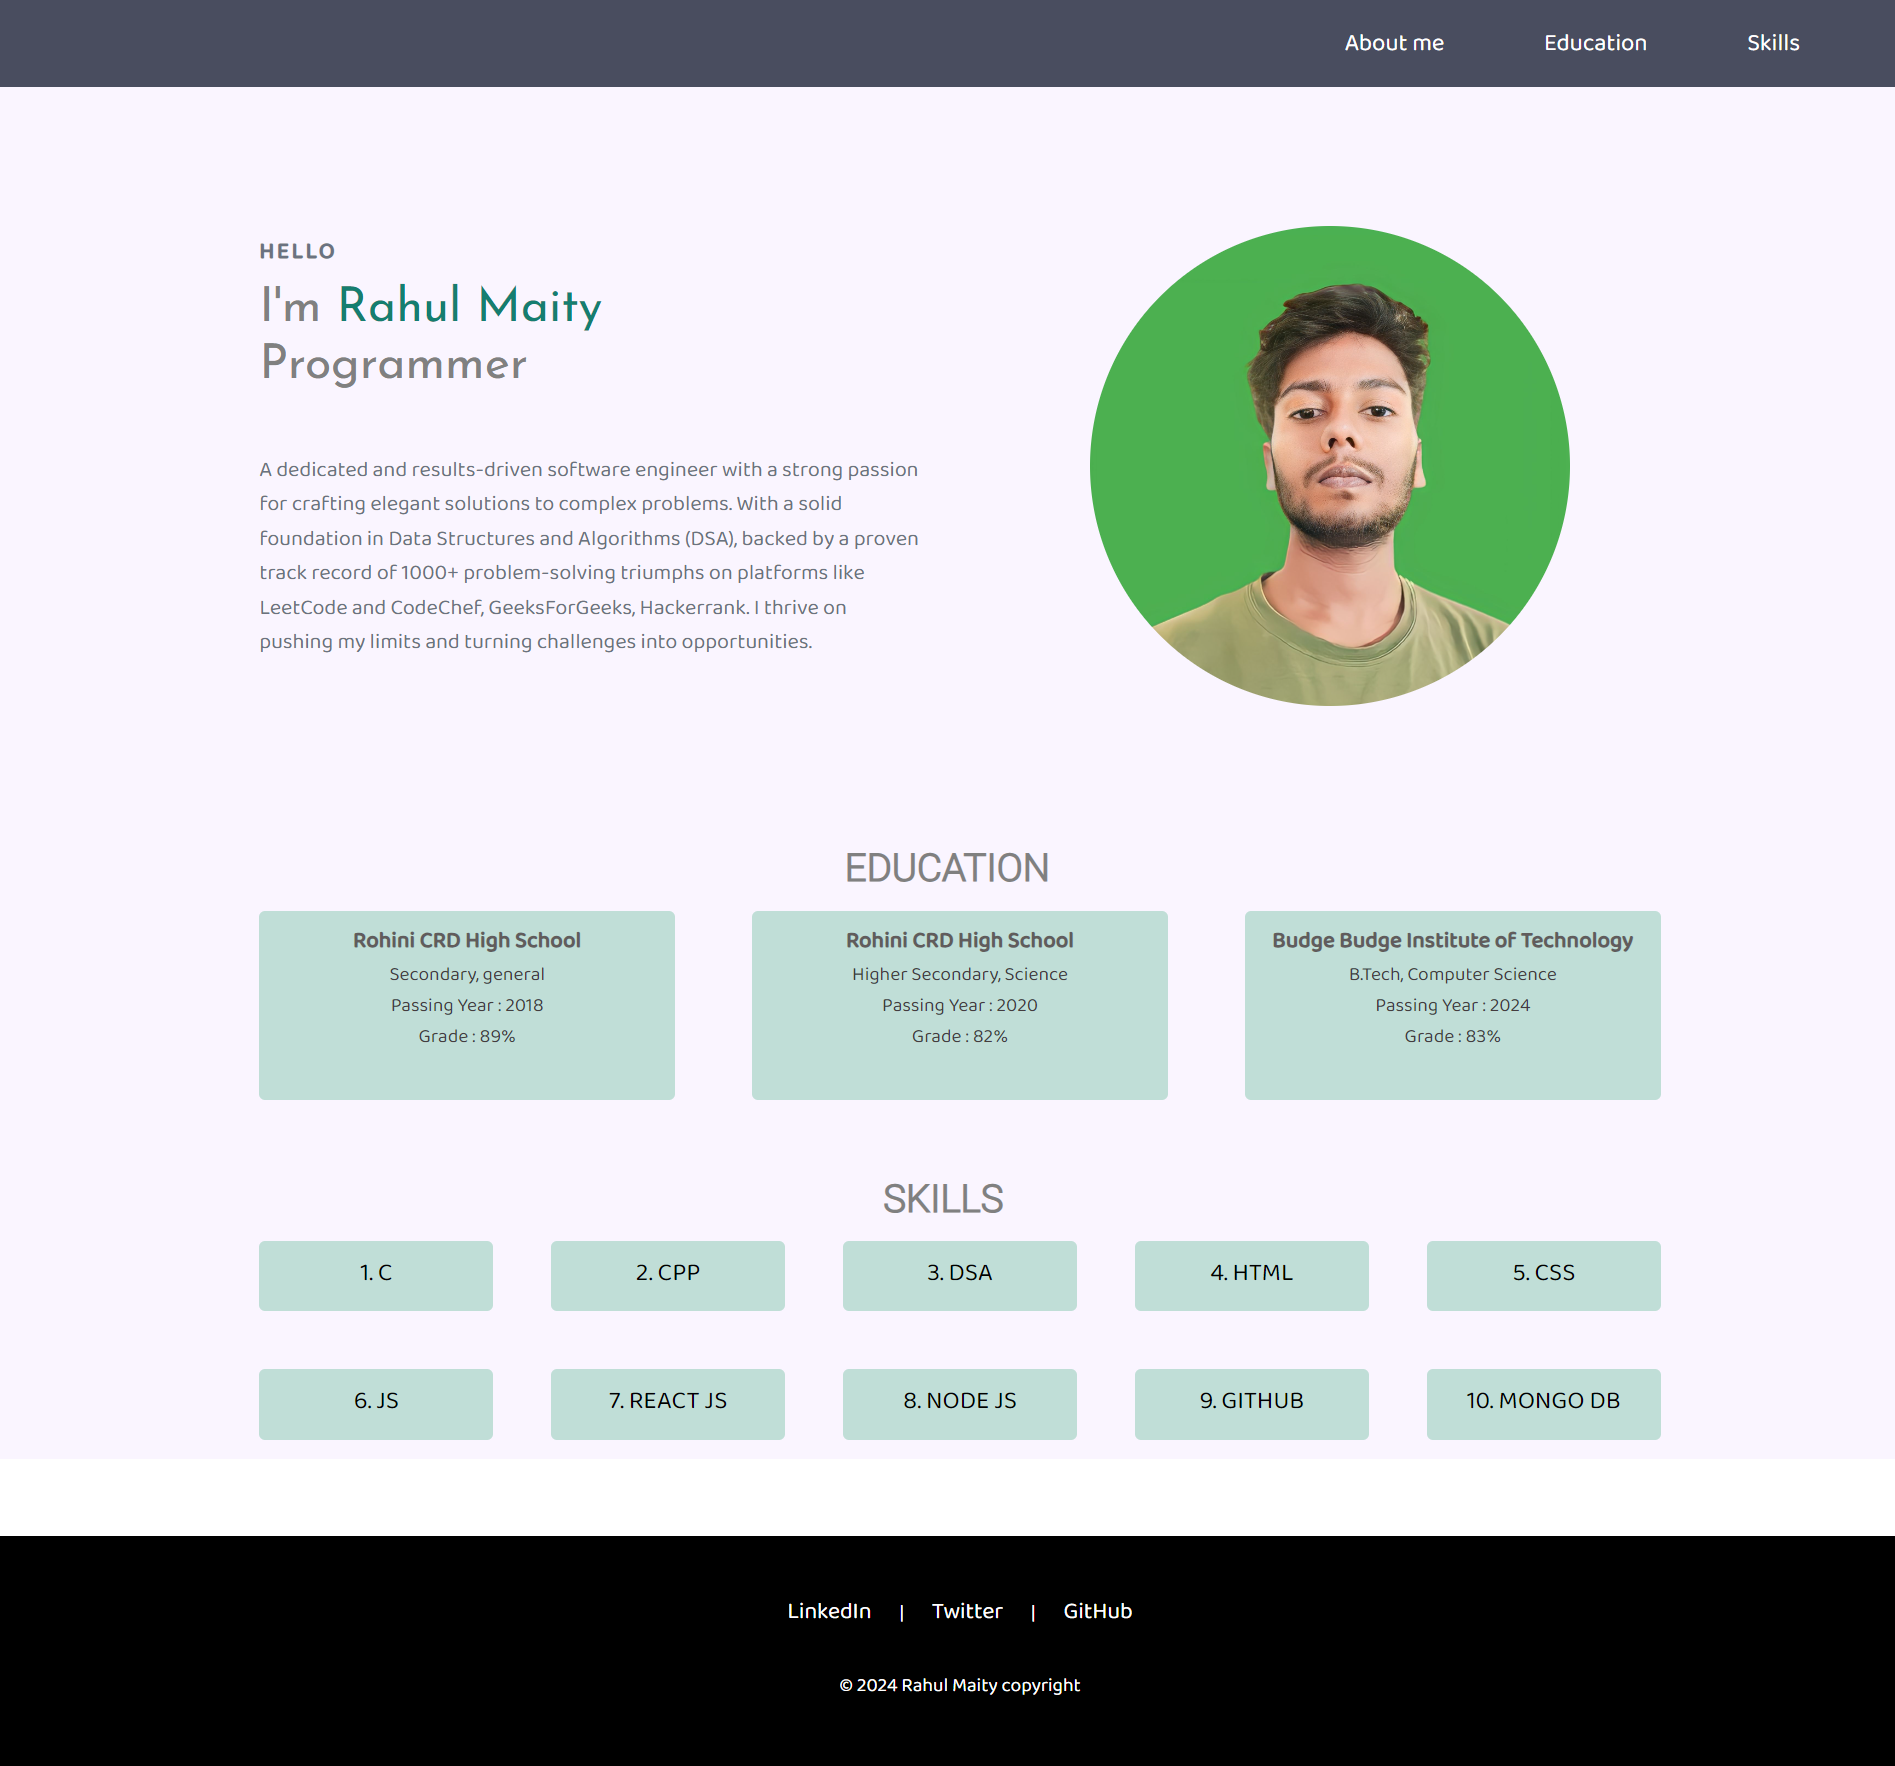 About me Education Skills
HELLO
I'm Rahul Maity
Programmer
A dedicated and results-driven software engineer with a strong passion
for crafting elegant solutions to complex problems. With a solid
foundation in Data Structures and Algorithms (DSA), backed by a proven
track record of 1000+ problem-solving triumphs on platforms like
LeetCode and CodeChef, GeeksForGeeks, Hackerrank. I thrive on
pushing my limits and turning challenges into opportunities.
EDUCATION
Rohini CRD High School
Secondary, general
Passing Year : 2018
Grade : 89%
Rohini CRD High School
Higher Secondary, Science
Passing Year : 2020
Grade : 82%
Budge Budge Institute of Technology
B.Tech, Computer Science
Passing Year : 2024
Grade : 83%
SKILLS
1. C
2. CPP
3. DSA
4. HTML
5. CSS
6. JS
7. REACT JS
8. NODE JS
9. GITHUB
10. MONGO DB
LinkedIn | Twitter | GitHub
© 2024 Rahul Maity copyright